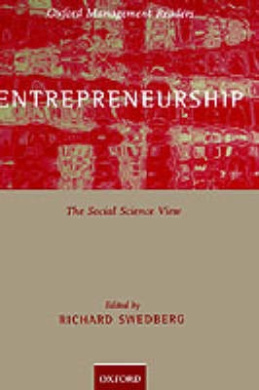 Oxford Management Readers
ENTREPRENEURSHIP
The Social Science View
Edited by
RICHARD SWEDBERG
OXFORD